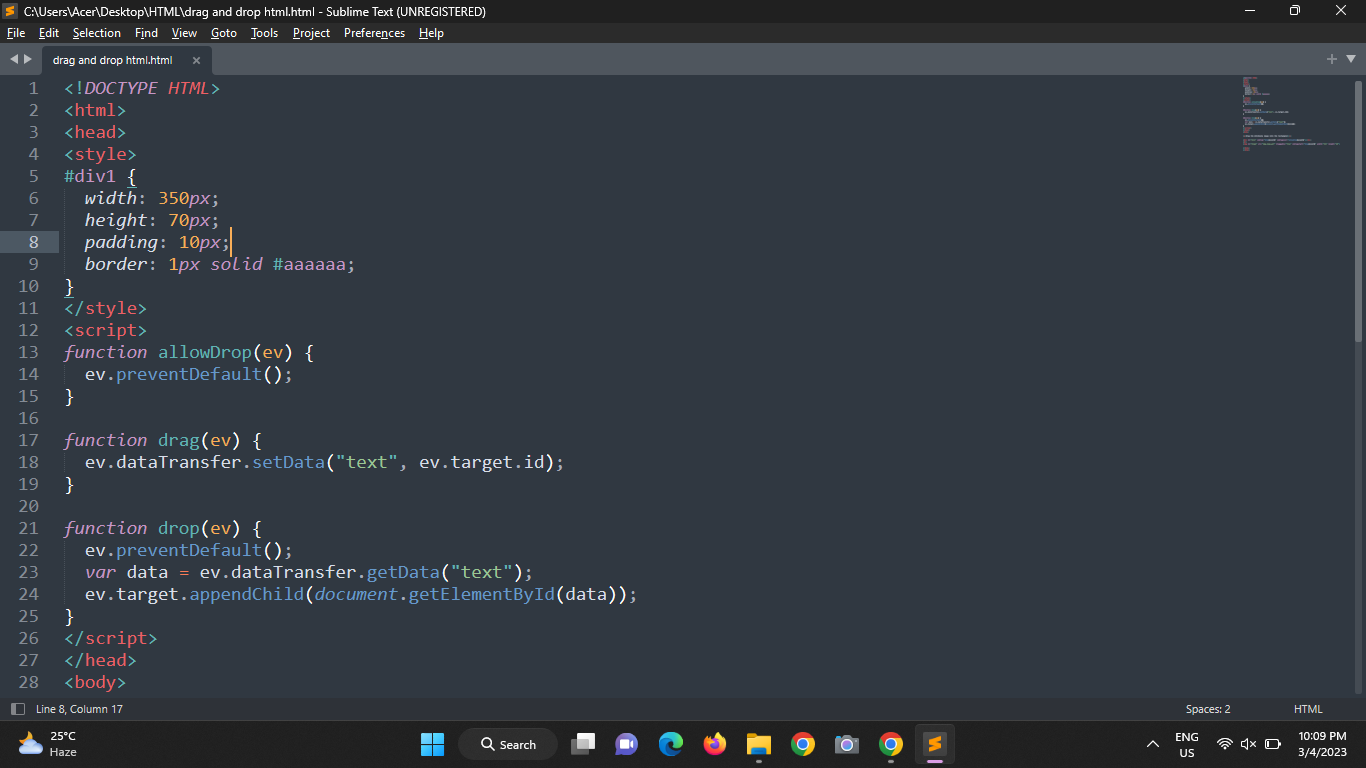 C:\Users\Acer\Desktop\HTML\drag and drop html.html - Sublime Text (UNREGISTERED)
File Edit Selection Find View Goto Tools Project Preferences Help
drag and drop html.html
1 <!DOCTYPE HTML>
2 <html>
3 <head>
4 <style>
5 #div1 {
6   width: 350px;
7   height: 70px;
8   padding: 10px;
9   border: 1px solid #aaaaaa;
10 }
11 </style>
12 <script>
13 function allowDrop(ev) {
14   ev.preventDefault();
15 }
16
17 function drag(ev) {
18   ev.dataTransfer.setData("text", ev.target.id);
19 }
20
21 function drop(ev) {
22   ev.preventDefault();
23   var data = ev.dataTransfer.getData("text");
24   ev.target.appendChild(document.getElementById(data));
25 }
26 </script>
27 </head>
28 <body>
Line 8, Column 17 Spaces: 2 HTML
25°C
Haze
Search
ENG
US
10:09 PM
3/4/2023